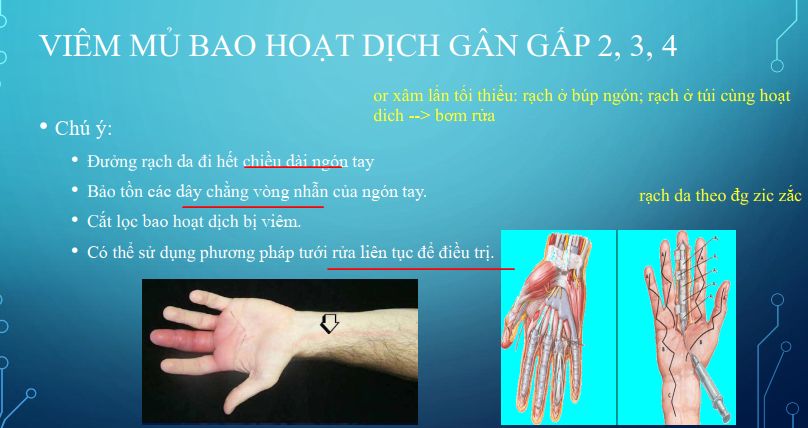 VIÊM MỦ BAO HOẠT DỊCH GÂN GẤP 2, 3, 4
or xâm lấn tối thiểu: rạch ở búp ngón; rạch ở túi cùng hoạt
dich --> bơm rửa
• Chú ý:
• Đường rạch da đi hết chiều dài ngón tay
• Bảo tồn các dây chằng vòng nhẫn của ngón tay.
rạch da theo đg zic zắc
• Cắt lọc bao hoạt dịch bị viêm.
• Có thể sử dụng phương pháp tưới rửa liên tục để điều trị.